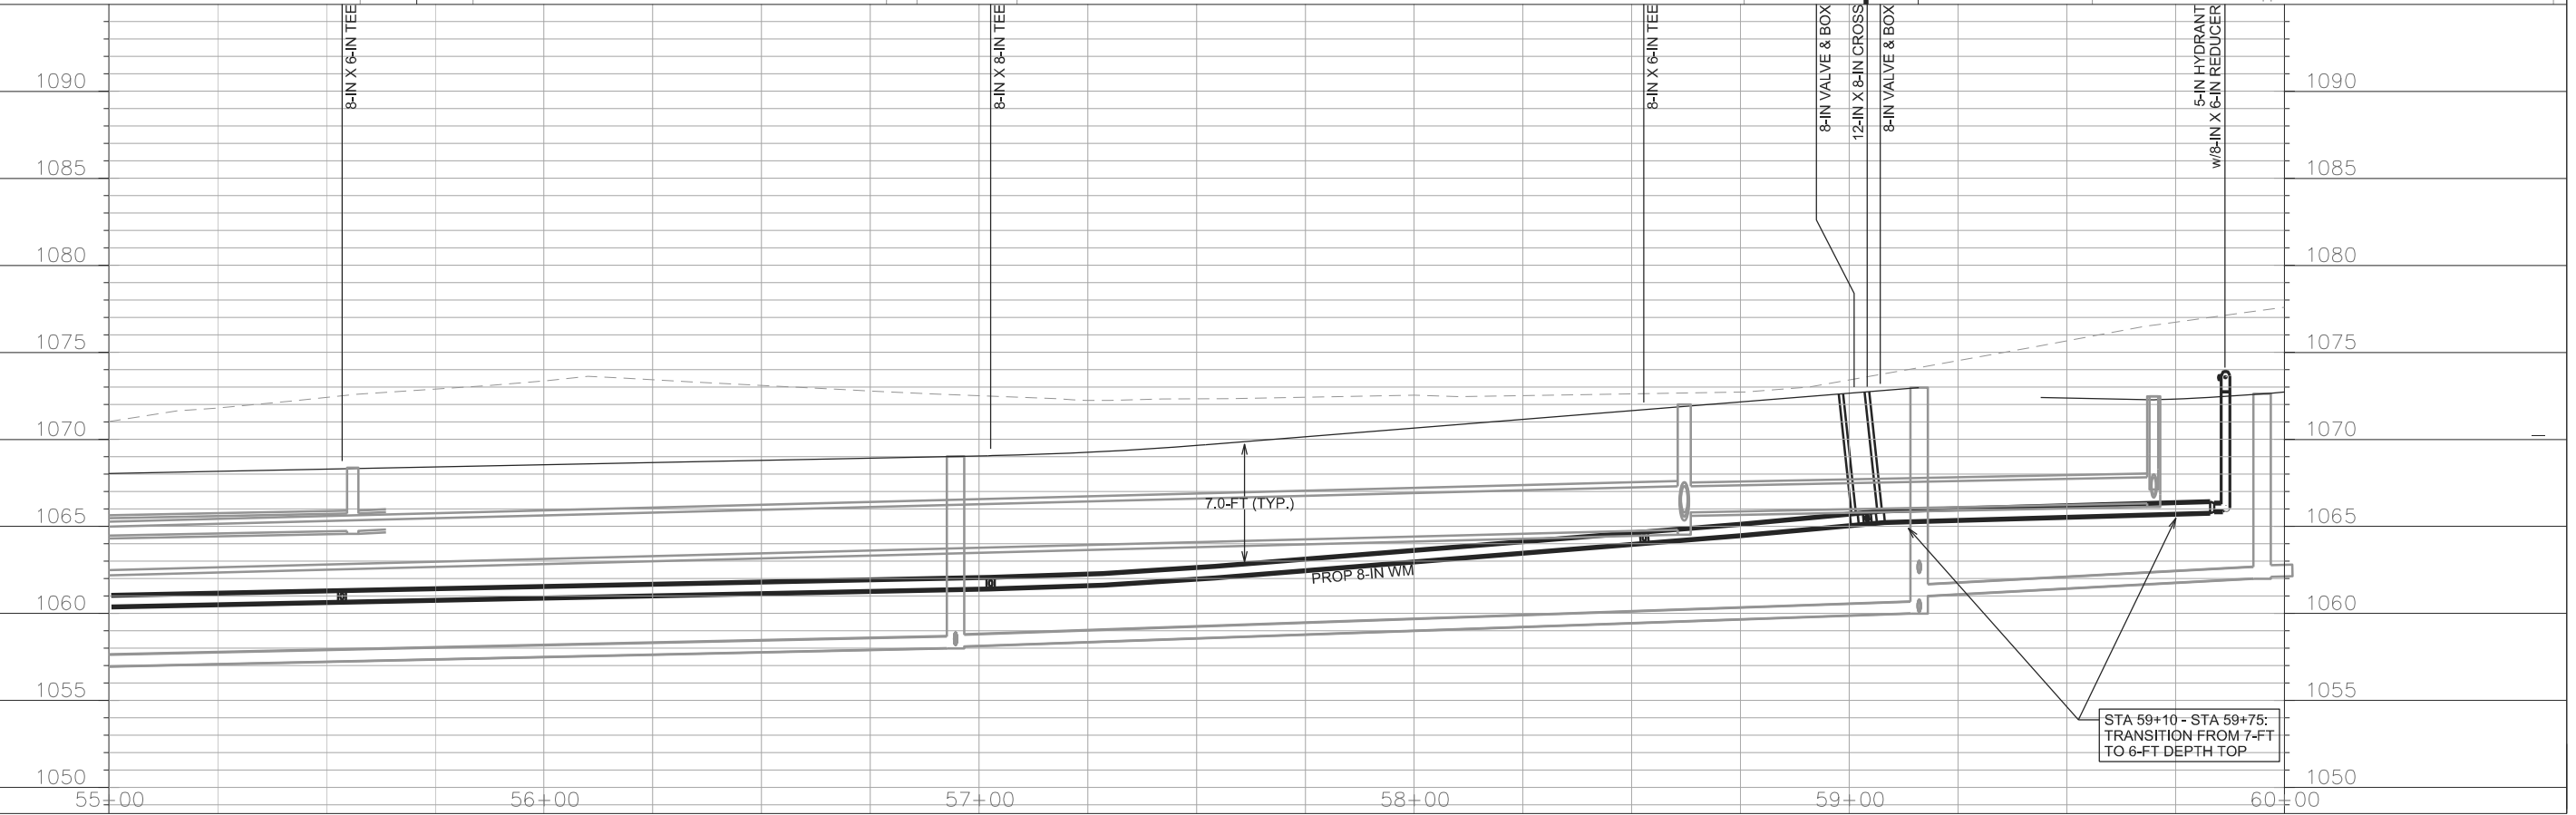 8-IN X 6-IN TEE
8-IN X 8-IN TEE
8-IN X 6-IN TEE
8-IN VALVE & BOX
12-IN X 8-IN CROSS
8-IN VALVE & BOX
5-IN HYDRANT
w/8-IN X 6-IN REDUCER
1090
1090
1085
1085
1080
1080
1075
1075
1070
1070
1065
1065
1060
1060
1055
1055
1050
1050
7.0-FT (TYP.)
PROP 8-IN WM
STA 59+10 - STA 59+75:
TRANSITION FROM 7-FT
TO 6-FT DEPTH TOP
55+00
56+00
57+00
58+00
59+00
60+00